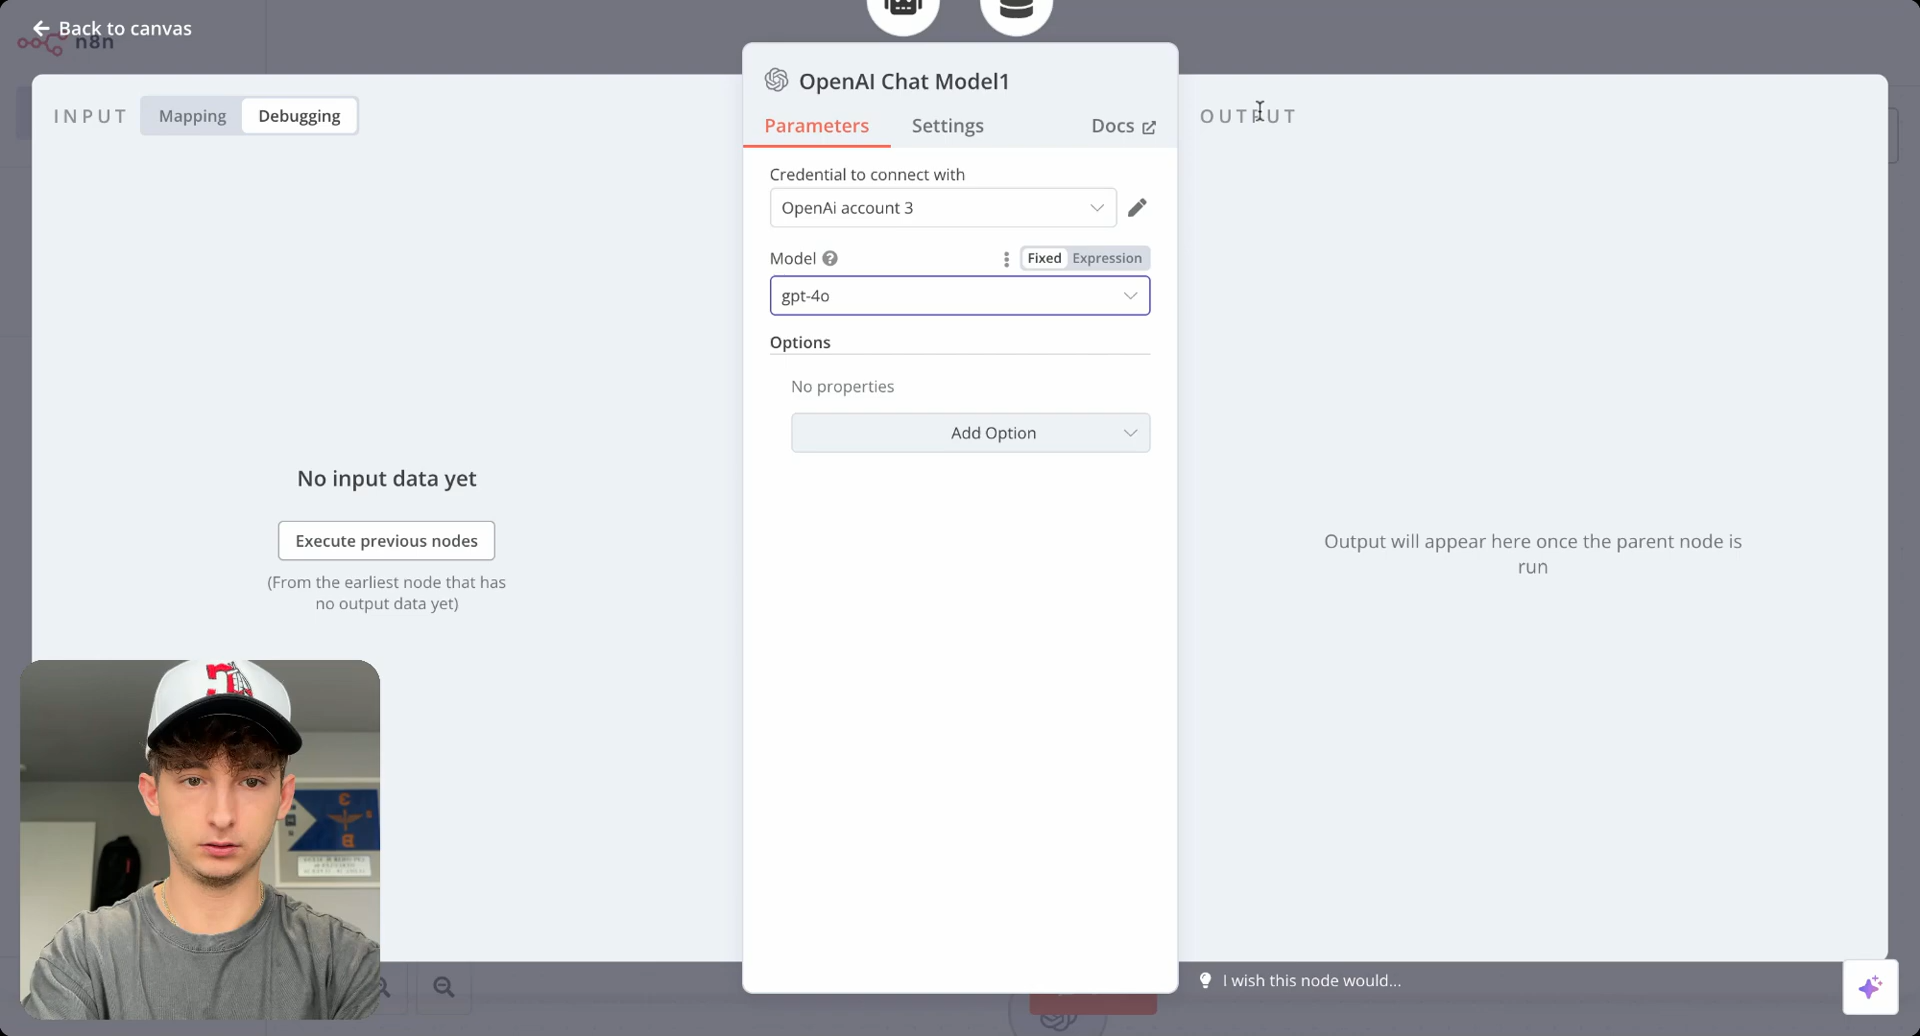 Back to canvas
n8n
INPUT
Mapping
Debugging
OpenAI Chat Model1
Parameters
Settings
Docs
OUTPUT
Credential to connect with
OpenAi account 3
Model
Fixed
Expression
gpt-4o
Options
No properties
Add Option
No input data yet
Execute previous nodes
(From the earliest node that has
no output data yet)
Output will appear here once the parent node is
run
I wish this node would...